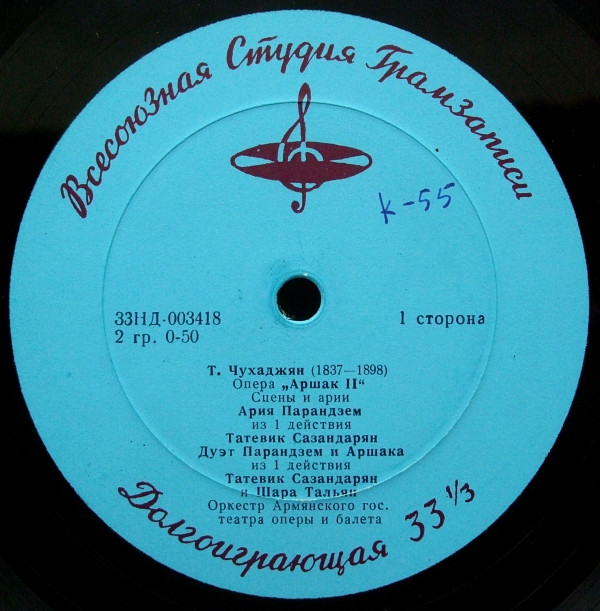 Всесоюзная Студия Грамзаписи
к-55
33НД-003418
2 гр. 0-50
1 сторона
Т. Чухаджян (1837—1898)
Опера „Аршак II“
Сцены и арии
Ария Парандзем
из 1 действия
Татевик Сазандарян
Дуэт Парандзем и Аршака
из 1 действия
Татевик Сазандарян
и Шара Тальян
Оркестр Армянского гос.
театра оперы и балета
Долгоиграющая 33 1/3